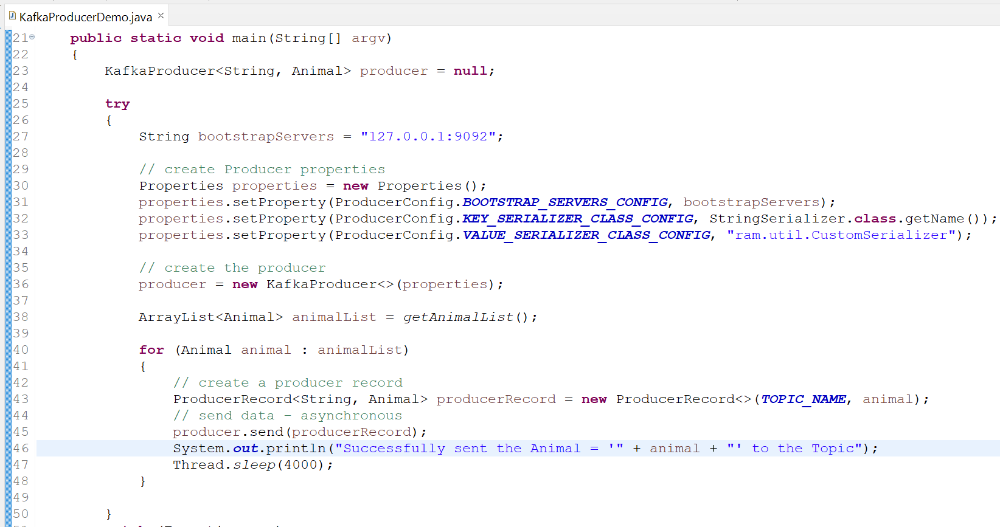 KafkaProducerDemo.java
21 public static void main(String[] argv)
22 {
23 KafkaProducer<String, Animal> producer = null;
24
25 try
26 {
27 String bootstrapServers = "127.0.0.1:9092";
28
29 // create Producer properties
30 Properties properties = new Properties();
31 properties.setProperty(ProducerConfig.BOOTSTRAP_SERVERS_CONFIG, bootstrapServers);
32 properties.setProperty(ProducerConfig.KEY_SERIALIZER_CLASS_CONFIG, StringSerializer.class.getName());
33 properties.setProperty(ProducerConfig.VALUE_SERIALIZER_CLASS_CONFIG, "ram.util.CustomSerializer");
34
35 // create the producer
36 producer = new KafkaProducer<>(properties);
37
38 ArrayList<Animal> animalList = getAnimalList();
39
40 for (Animal animal : animalList)
41 {
42 // create a producer record
43 ProducerRecord<String, Animal> producerRecord = new ProducerRecord<>(TOPIC_NAME, animal);
44 // send data - asynchronous
45 producer.send(producerRecord);
46 System.out.println("Successfully sent the Animal = '" + animal + "' to the Topic");
47 Thread.sleep(4000);
48 }
49
50 }